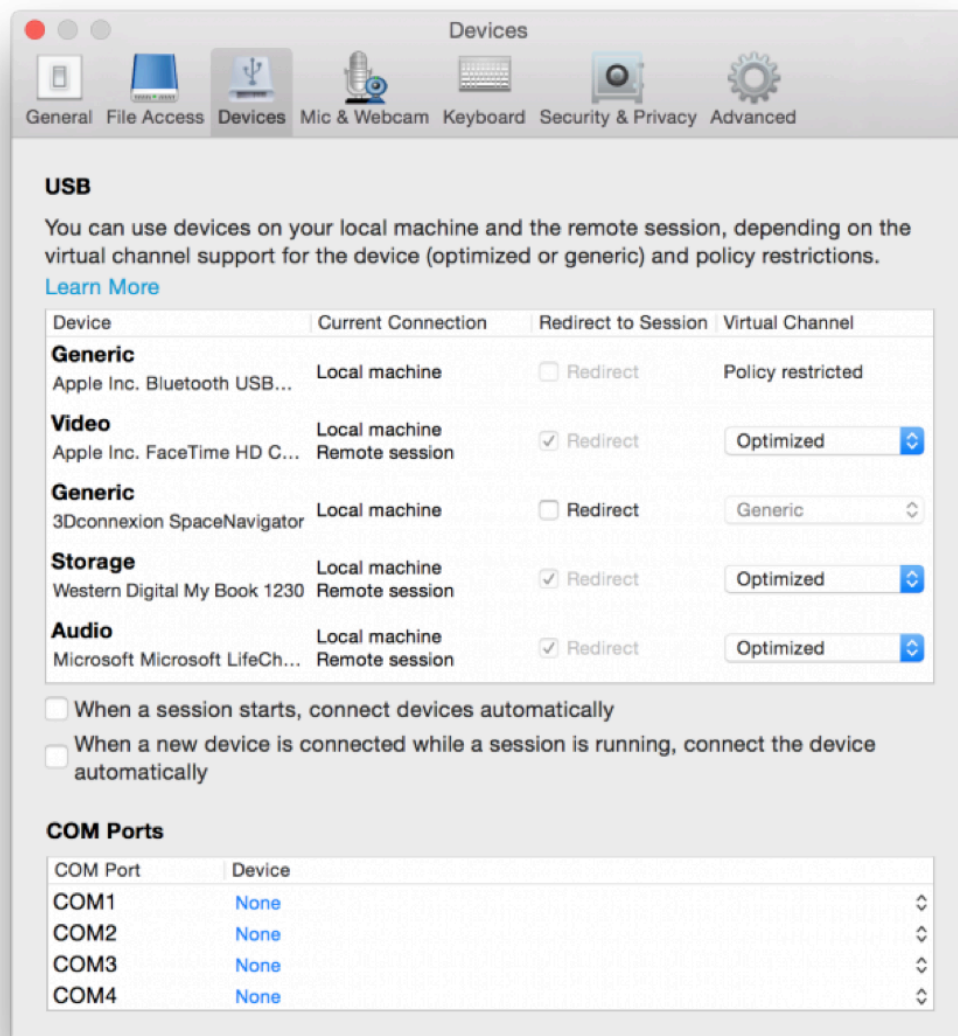 Devices
General File Access Devices Mic & Webcam Keyboard Security & Privacy Advanced
USB
You can use devices on your local machine and the remote session, depending on the
virtual channel support for the device (optimized or generic) and policy restrictions.
Learn More
Device Current Connection Redirect to Session Virtual Channel
Generic
Apple Inc. Bluetooth USB... Local machine Redirect Policy restricted
Video
Apple Inc. FaceTime HD C... Local machine Remote session Redirect Optimized
Generic
3Dconnexion SpaceNavigator Local machine Redirect Generic
Storage
Western Digital My Book 1230 Local machine Remote session Redirect Optimized
Audio
Microsoft Microsoft LifeCh... Local machine Remote session Redirect Optimized
When a session starts, connect devices automatically
When a new device is connected while a session is running, connect the device
automatically
COM Ports
COM Port Device
COM1 None
COM2 None
COM3 None
COM4 None